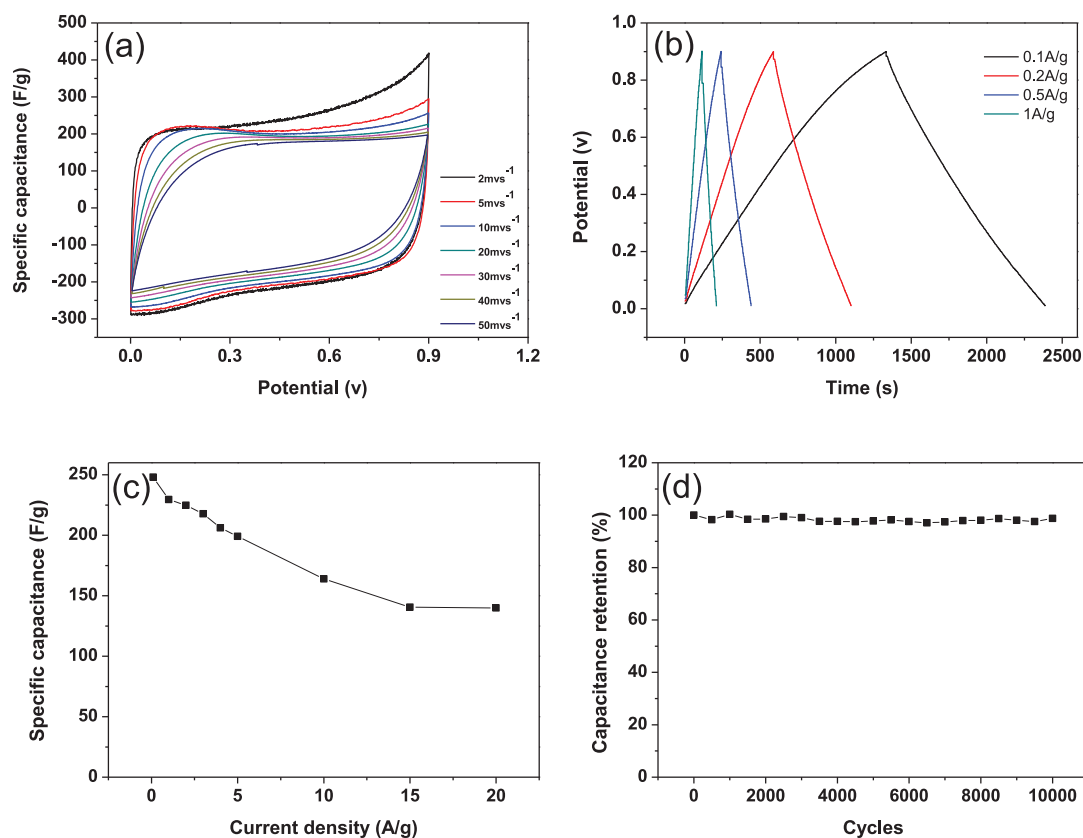 (a)
Specific capacitance (F/g)
500
400
300
200
100
0
-100
-200
-300
0.0 0.3 0.6 0.9 1.2
Potential (v)
2mvs-1
5mvs-1
10mvs-1
20mvs-1
30mvs-1
40mvs-1
50mvs-1
(b)
Potential (v)
1.0
0.8
0.6
0.4
0.2
0.0
0 500 1000 1500 2000 2500
Time (s)
0.1A/g
0.2A/g
0.5A/g
1A/g
(c)
Specific capacitance (F/g)
250
200
150
100
50
0
0 5 10 15 20
Current density (A/g)
(d)
Capacitance retention (%)
120
100
80
60
40
20
0
0 2000 4000 6000 8000 10000
Cycles